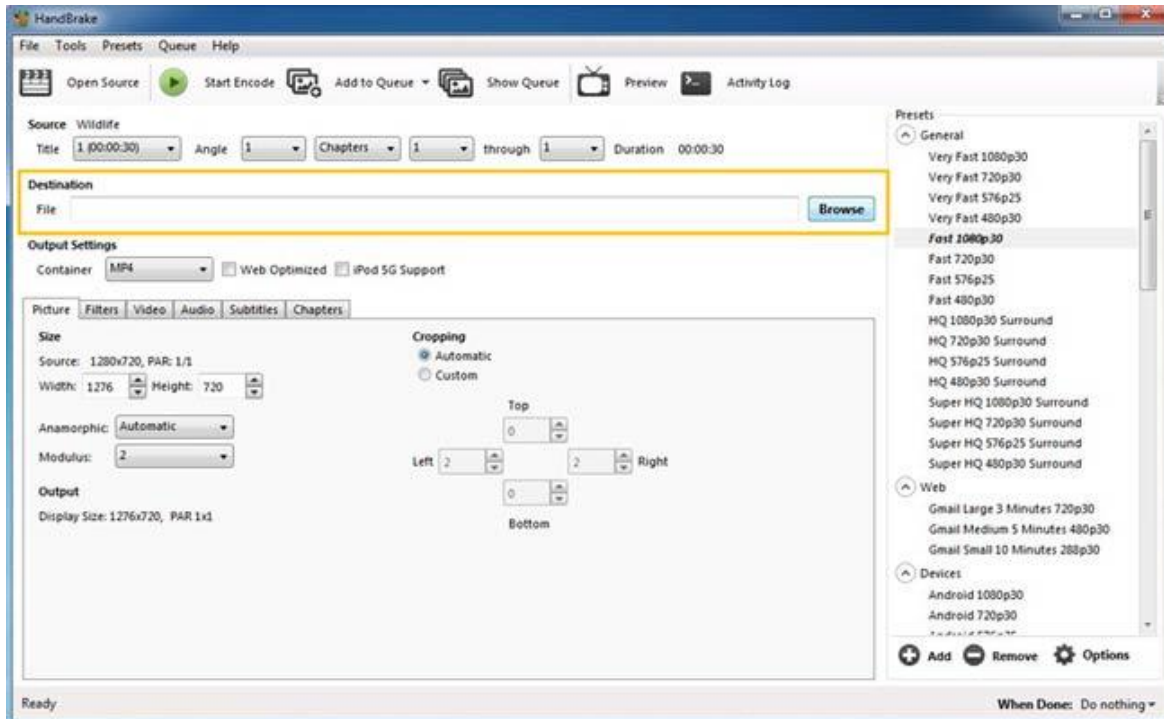 HandBrake
File Tools Presets Queue Help
Open Source Start Encode Add to Queue Show Queue Preview Activity Log
Source Wildlife
Title 1 (00:00:30) Angle 1 Chapters 1 through 1 Duration 00:00:30
Destination
File Browse
Output Settings
Container MP4 Web Optimized iPod 5G Support
Picture Filters Video Audio Subtitles Chapters
Size
Source: 1280x720, PAR: 1/1
Width: 1276 Height: 720
Anamorphic: Automatic
Modulus: 2
Output
Display Size: 1276x720, PAR 1x1
Cropping
Automatic
Custom
Top
0
Left 2 2 Right
0
Bottom
Presets
General
Very Fast 1080p30
Very Fast 720p30
Very Fast 576p25
Very Fast 480p30
Fast 1080p30
Fast 720p30
Fast 576p25
Fast 480p30
HQ 1080p30 Surround
HQ 720p30 Surround
HQ 576p25 Surround
HQ 480p30 Surround
Super HQ 1080p30 Surround
Super HQ 720p30 Surround
Super HQ 576p25 Surround
Super HQ 480p30 Surround
Web
Gmail Large 3 Minutes 720p30
Gmail Medium 5 Minutes 480p30
Gmail Small 10 Minutes 288p30
Devices
Android 1080p30
Android 720p30
Add Remove Options
Ready When Done: Do nothing